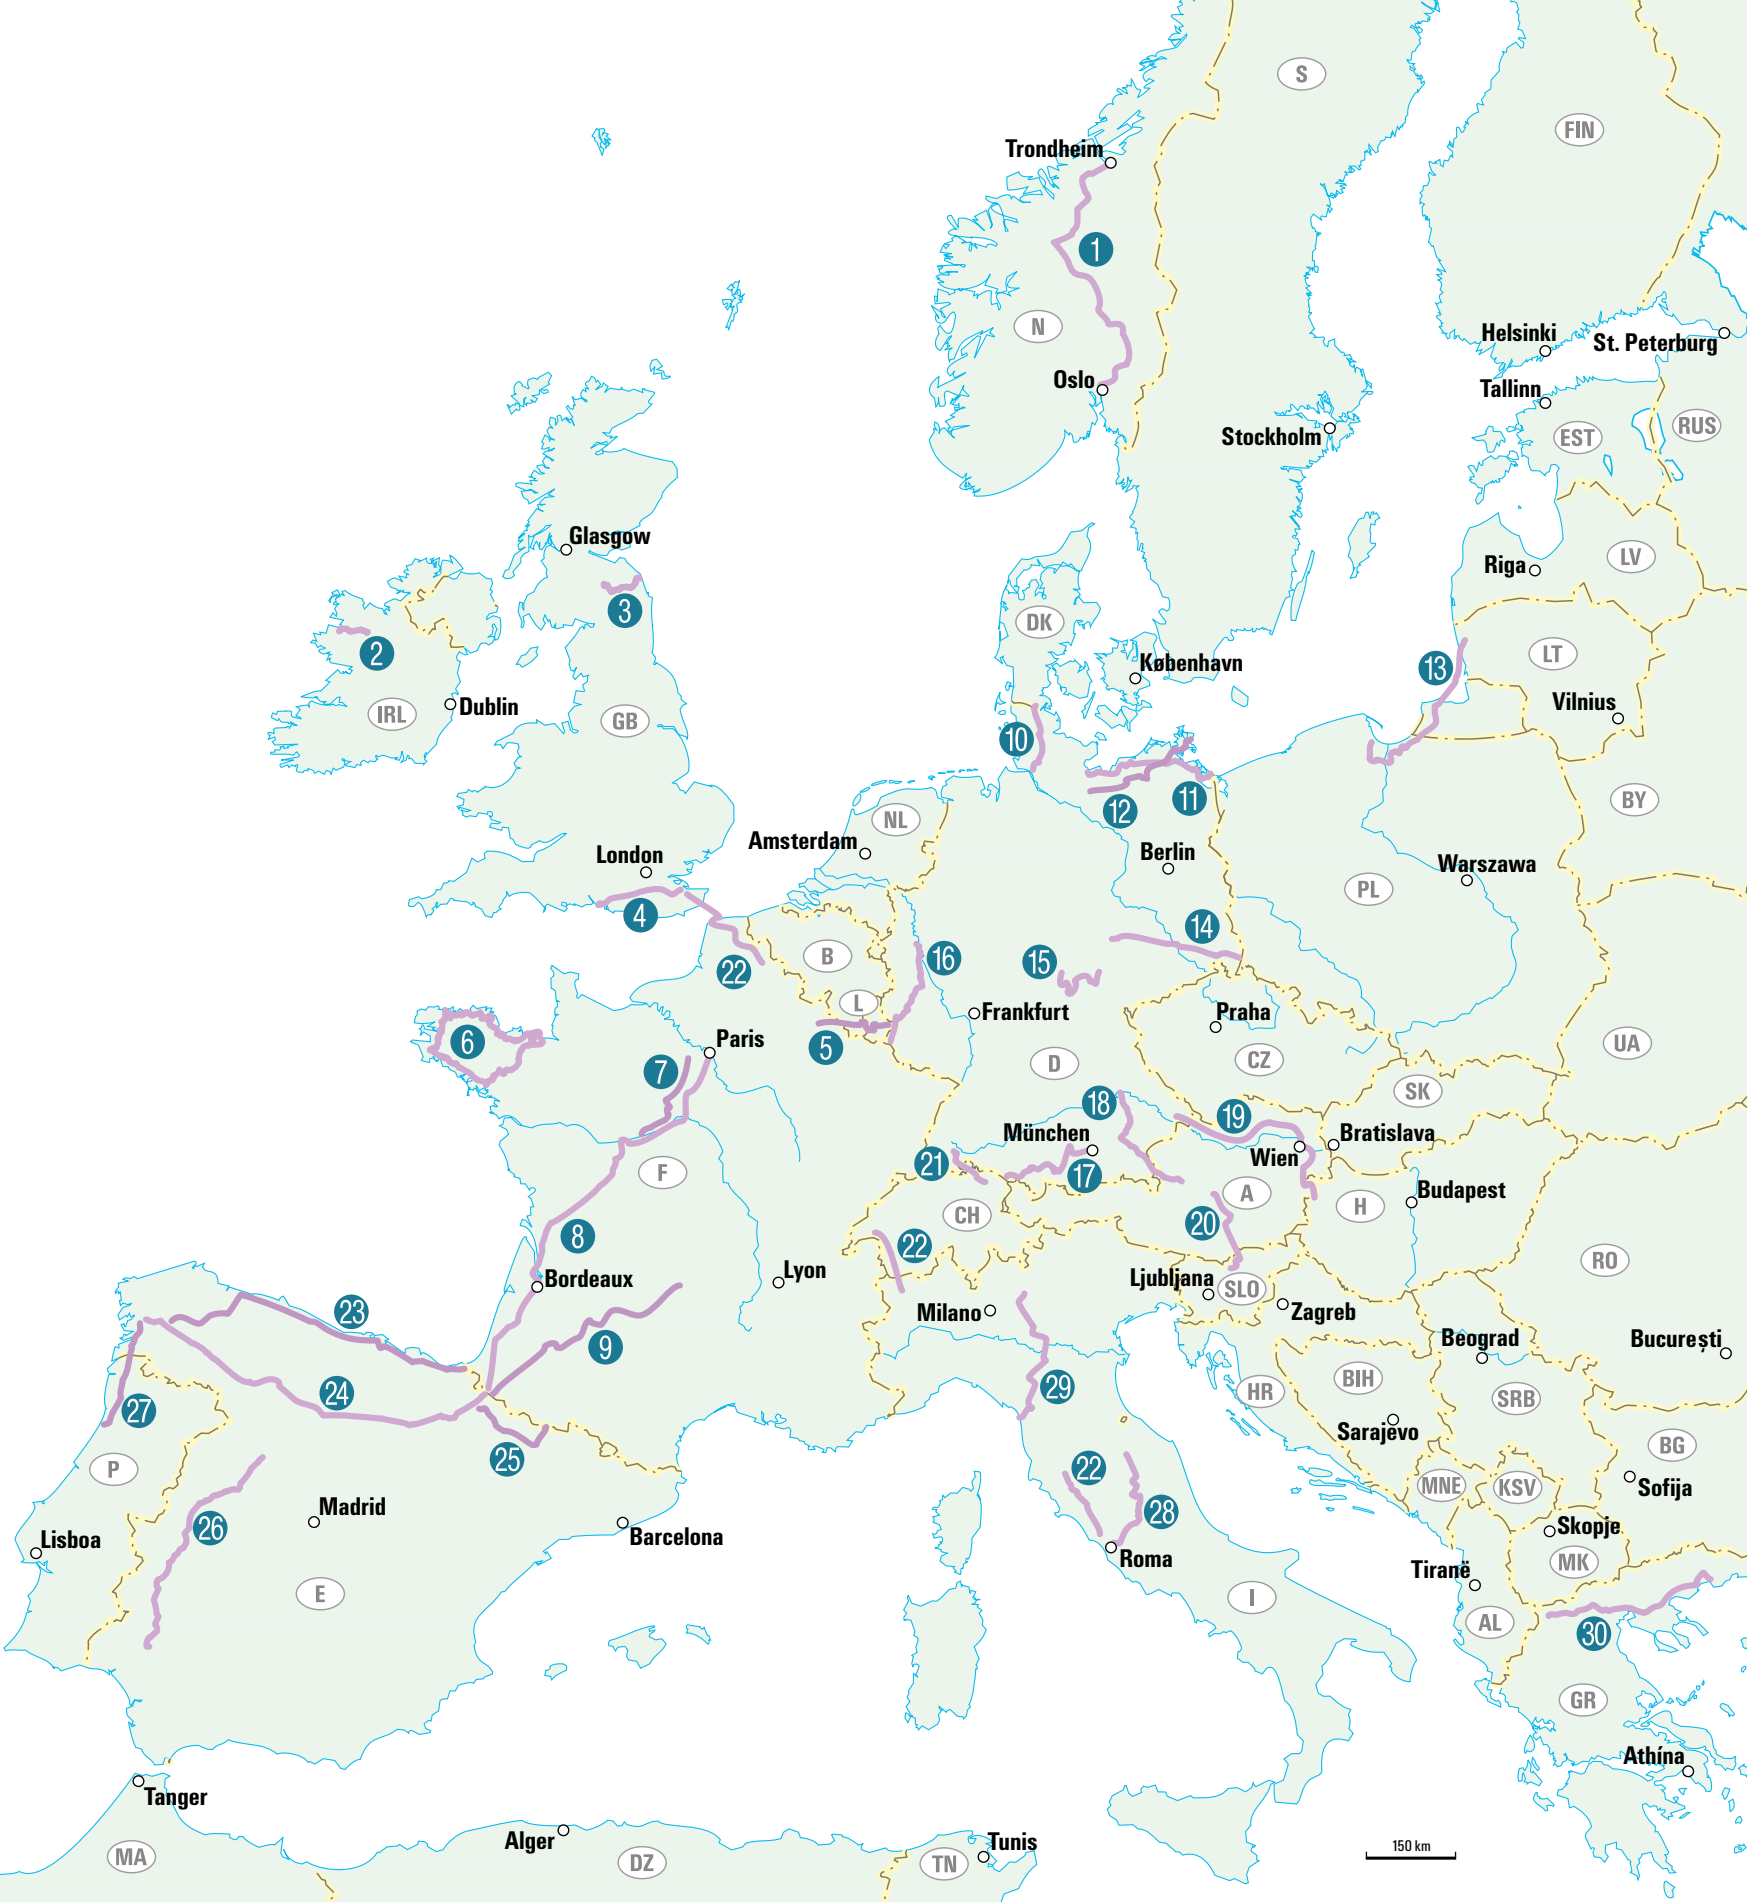 S
FIN
Trondheim
1
N
Helsinki
St. Peterburg
Oslo
Tallinn
Stockholm
EST
RUS
Glasgow
Riga
LV
3
2
DK
København
13
LT
Vilnius
Dublin
IRL
GB
10
NL
12
11
BY
Amsterdam
London
Berlin
Warszawa
PL
4
14
B
16
15
22
L
Frankfurt
Praha
6
5
Paris
7
D
CZ
UA
SK
18
19
München
Bratislava
Wien
21
17
F
A
Budapest
H
CH
20
8
22
RO
Lyon
Bordeaux
Ljubljana
SLO
Milano
Zagreb
23
9
Beograd
București
24
29
HR
BIH
SRB
27
Sarajevo
BG
25
22
P
MNE
KSV
Sofija
Madrid
28
26
Barcelona
Skopje
Lisboa
Roma
MK
Tiranë
E
I
AL
30
GR
Athína
Tanger
Alger
Tunis
150 km
MA
DZ
TN